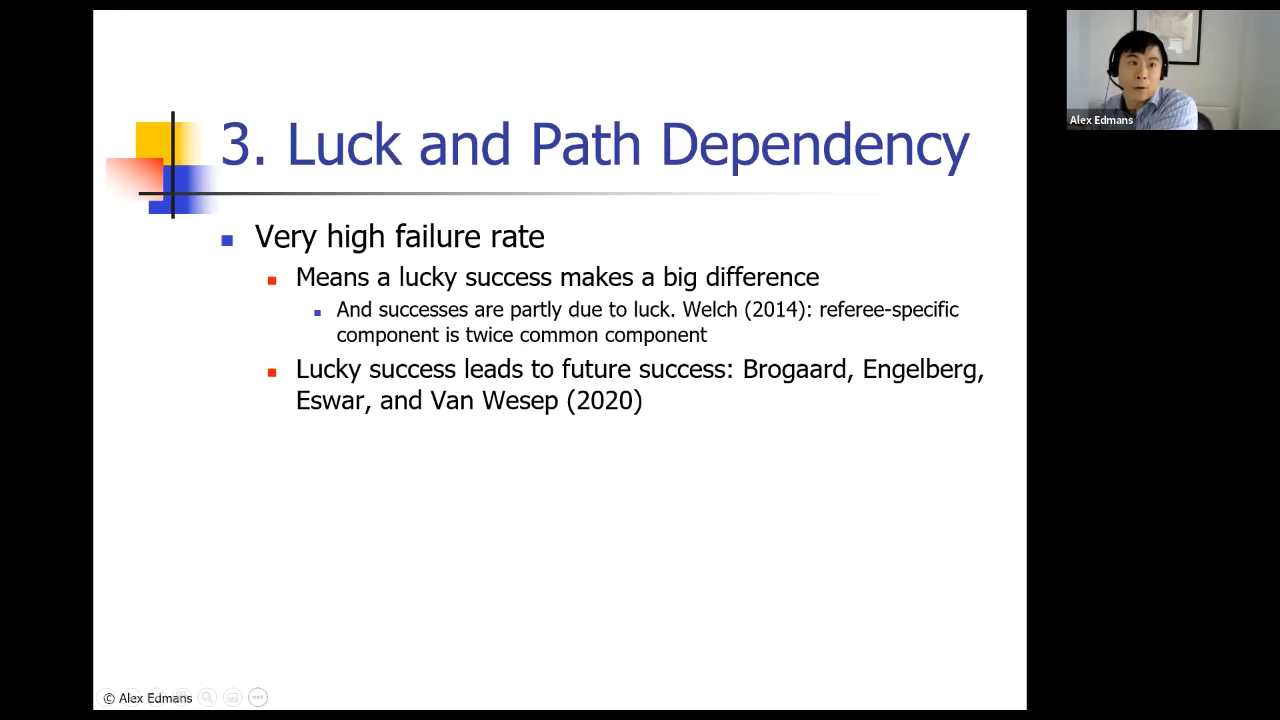 3. Luck and Path Dependency
Very high failure rate
Means a lucky success makes a big difference
And successes are partly due to luck. Welch (2014): referee-specific
component is twice common component
Lucky success leads to future success: Brogaard, Engelberg,
Eswar, and Van Wesep (2020)
© Alex Edmans
Alex Edmans